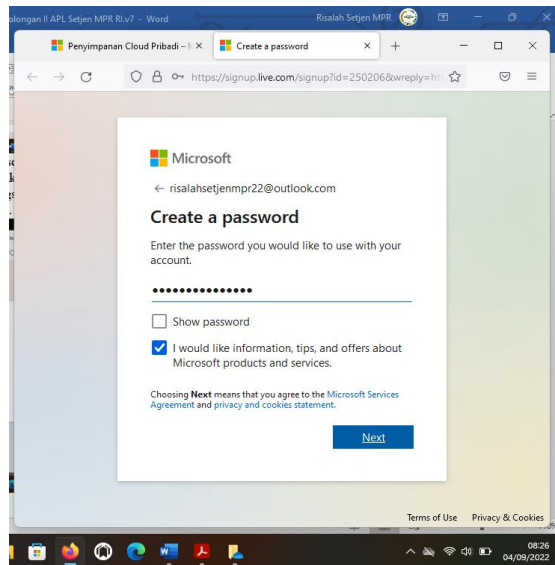 olongan II APL Setjen MPR RI.v7 - Word Risalah Setjen MPR
Penyimpanan Cloud Pribadi – Create a password
https://signup.live.com/signup?id=250206&wreply=ht
Microsoft
← risalahsetjenmpr22@outlook.com
Create a password
Enter the password you would like to use with your
account.
•••••••••••••••
Show password
I would like information, tips, and offers about
Microsoft products and services.
Choosing Next means that you agree to the Microsoft Services
Agreement and privacy and cookies statement.
Next
Terms of Use Privacy & Cookies
08:26
04/09/2022